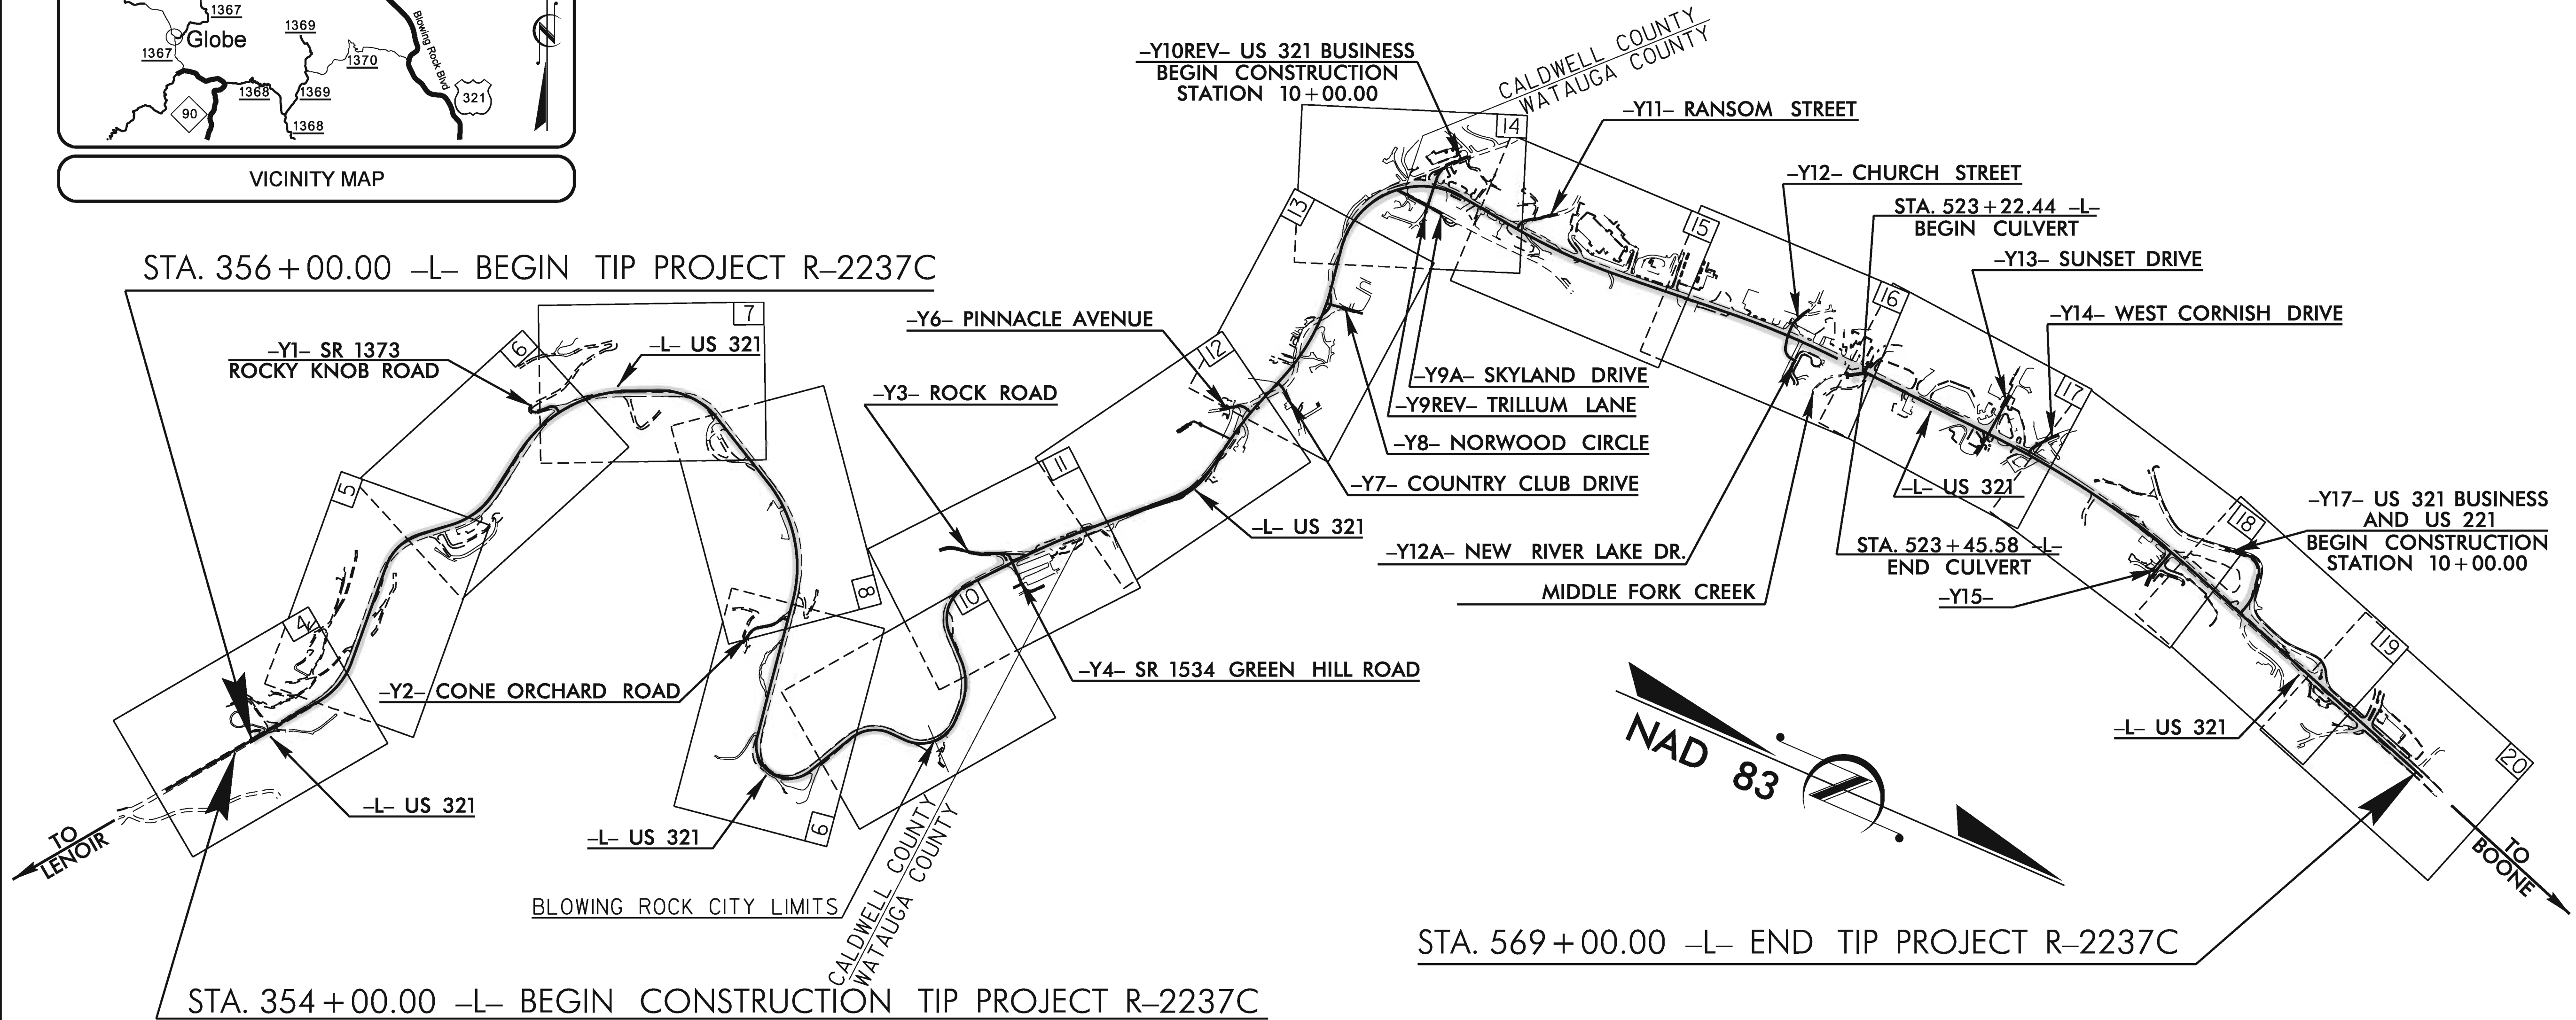 1367
Globe
1367
1369
1370
1368
1369
90
1368
Blowing Rock Blvd
321
VICINITY MAP
STA. 356+00.00 –L– BEGIN TIP PROJECT R–2237C
–Y1– SR 1373
ROCKY KNOB ROAD
–L– US 321
–Y6– PINNACLE AVENUE
–Y3– ROCK ROAD
–Y10REV– US 321 BUSINESS
BEGIN CONSTRUCTION
STATION 10+00.00
CALDWELL COUNTY
WATAUGA COUNTY
–Y11– RANSOM STREET
–Y12– CHURCH STREET
STA. 523+22.44 –L–
BEGIN CULVERT
–Y13– SUNSET DRIVE
–Y14– WEST CORNISH DRIVE
–Y9A– SKYLAND DRIVE
–Y9REV– TRILLUM LANE
–Y8– NORWOOD CIRCLE
–Y7– COUNTRY CLUB DRIVE
–L– US 321
–L– US 321
–Y12A– NEW RIVER LAKE DR.
STA. 523+45.58 –L–
END CULVERT
MIDDLE FORK CREEK
–Y15–
–Y17– US 321 BUSINESS
AND US 221
BEGIN CONSTRUCTION
STATION 10+00.00
–Y4– SR 1534 GREEN HILL ROAD
–Y2– CONE ORCHARD ROAD
–L– US 321
–L– US 321
–L– US 321
NAD 83
TO
LENOIR
TO
BOONE
BLOWING ROCK CITY LIMITS
CALDWELL COUNTY
WATAUGA COUNTY
4
5
6
7
8
9
10
11
12
13
14
15
16
17
18
19
20
STA. 569+00.00 –L– END TIP PROJECT R–2237C
STA. 354+00.00 –L– BEGIN CONSTRUCTION TIP PROJECT R–2237C